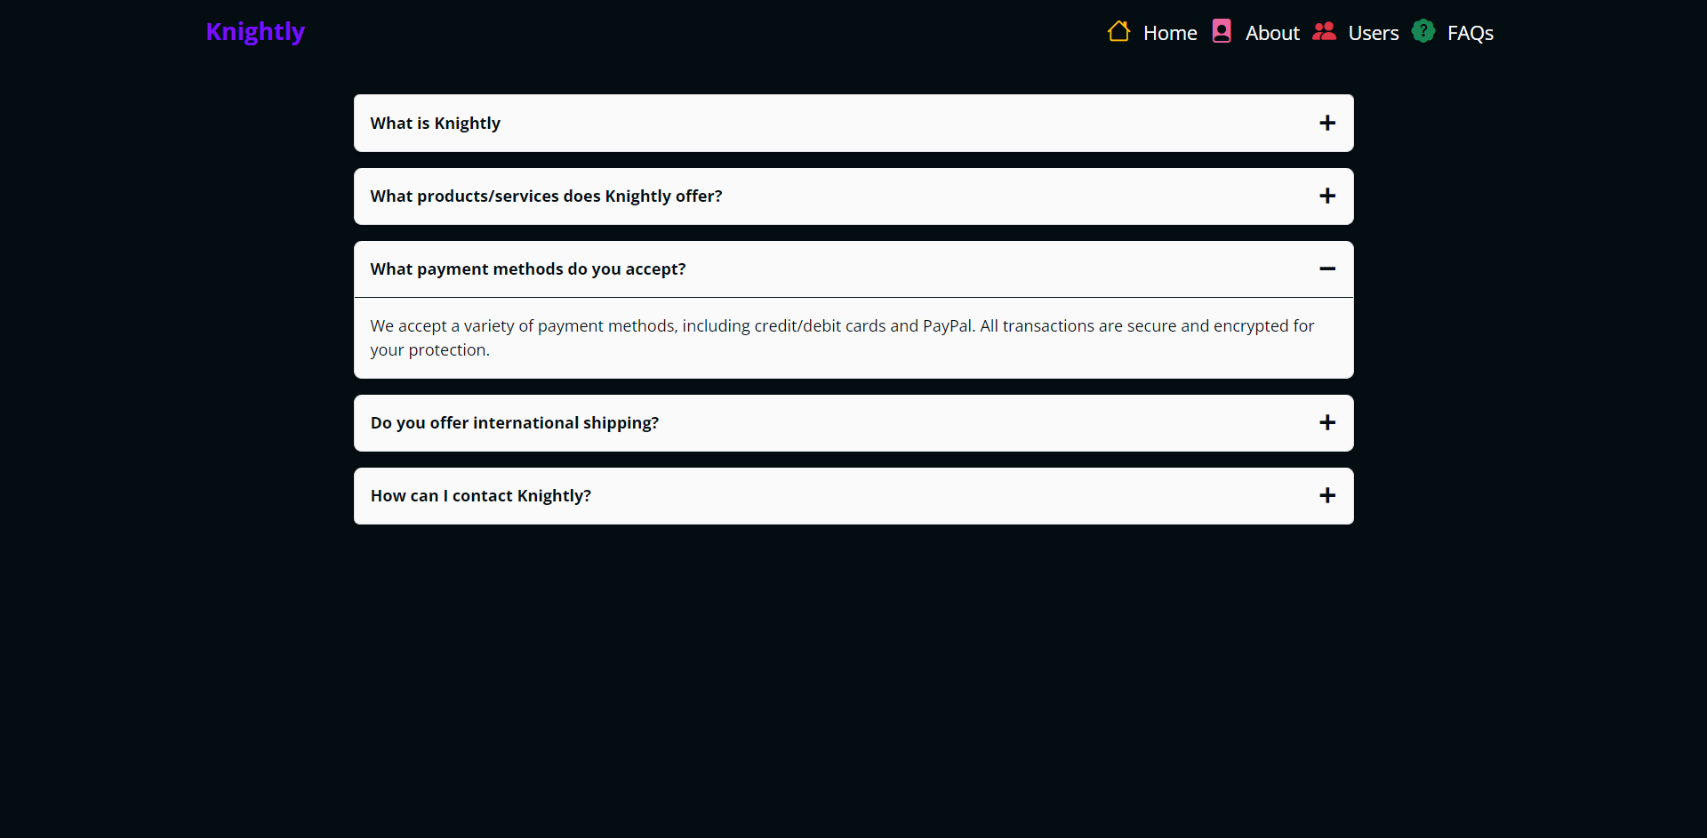 Knightly
Home About Users FAQs
What is Knightly
What products/services does Knightly offer?
What payment methods do you accept?
We accept a variety of payment methods, including credit/debit cards and PayPal. All transactions are secure and encrypted for
your protection.
Do you offer international shipping?
How can I contact Knightly?